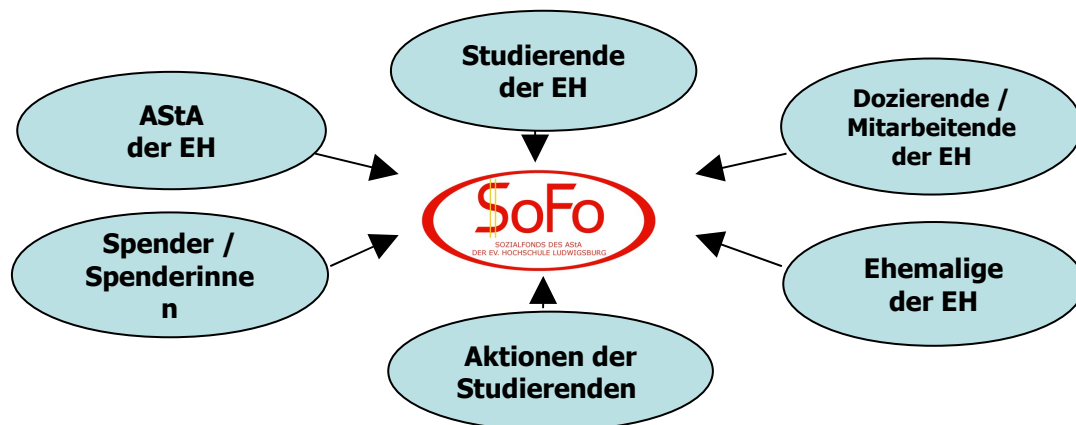 Studierende
der EH
AStA
der EH
Dozierende /
Mitarbeitende
der EH
SoFo
SOZIALFONDS DES AStA
DER EV. HOCHSCHULE LUDWIGSBURG
Spender /
Spenderinne
n
Ehemalige
der EH
Aktionen der
Studierenden